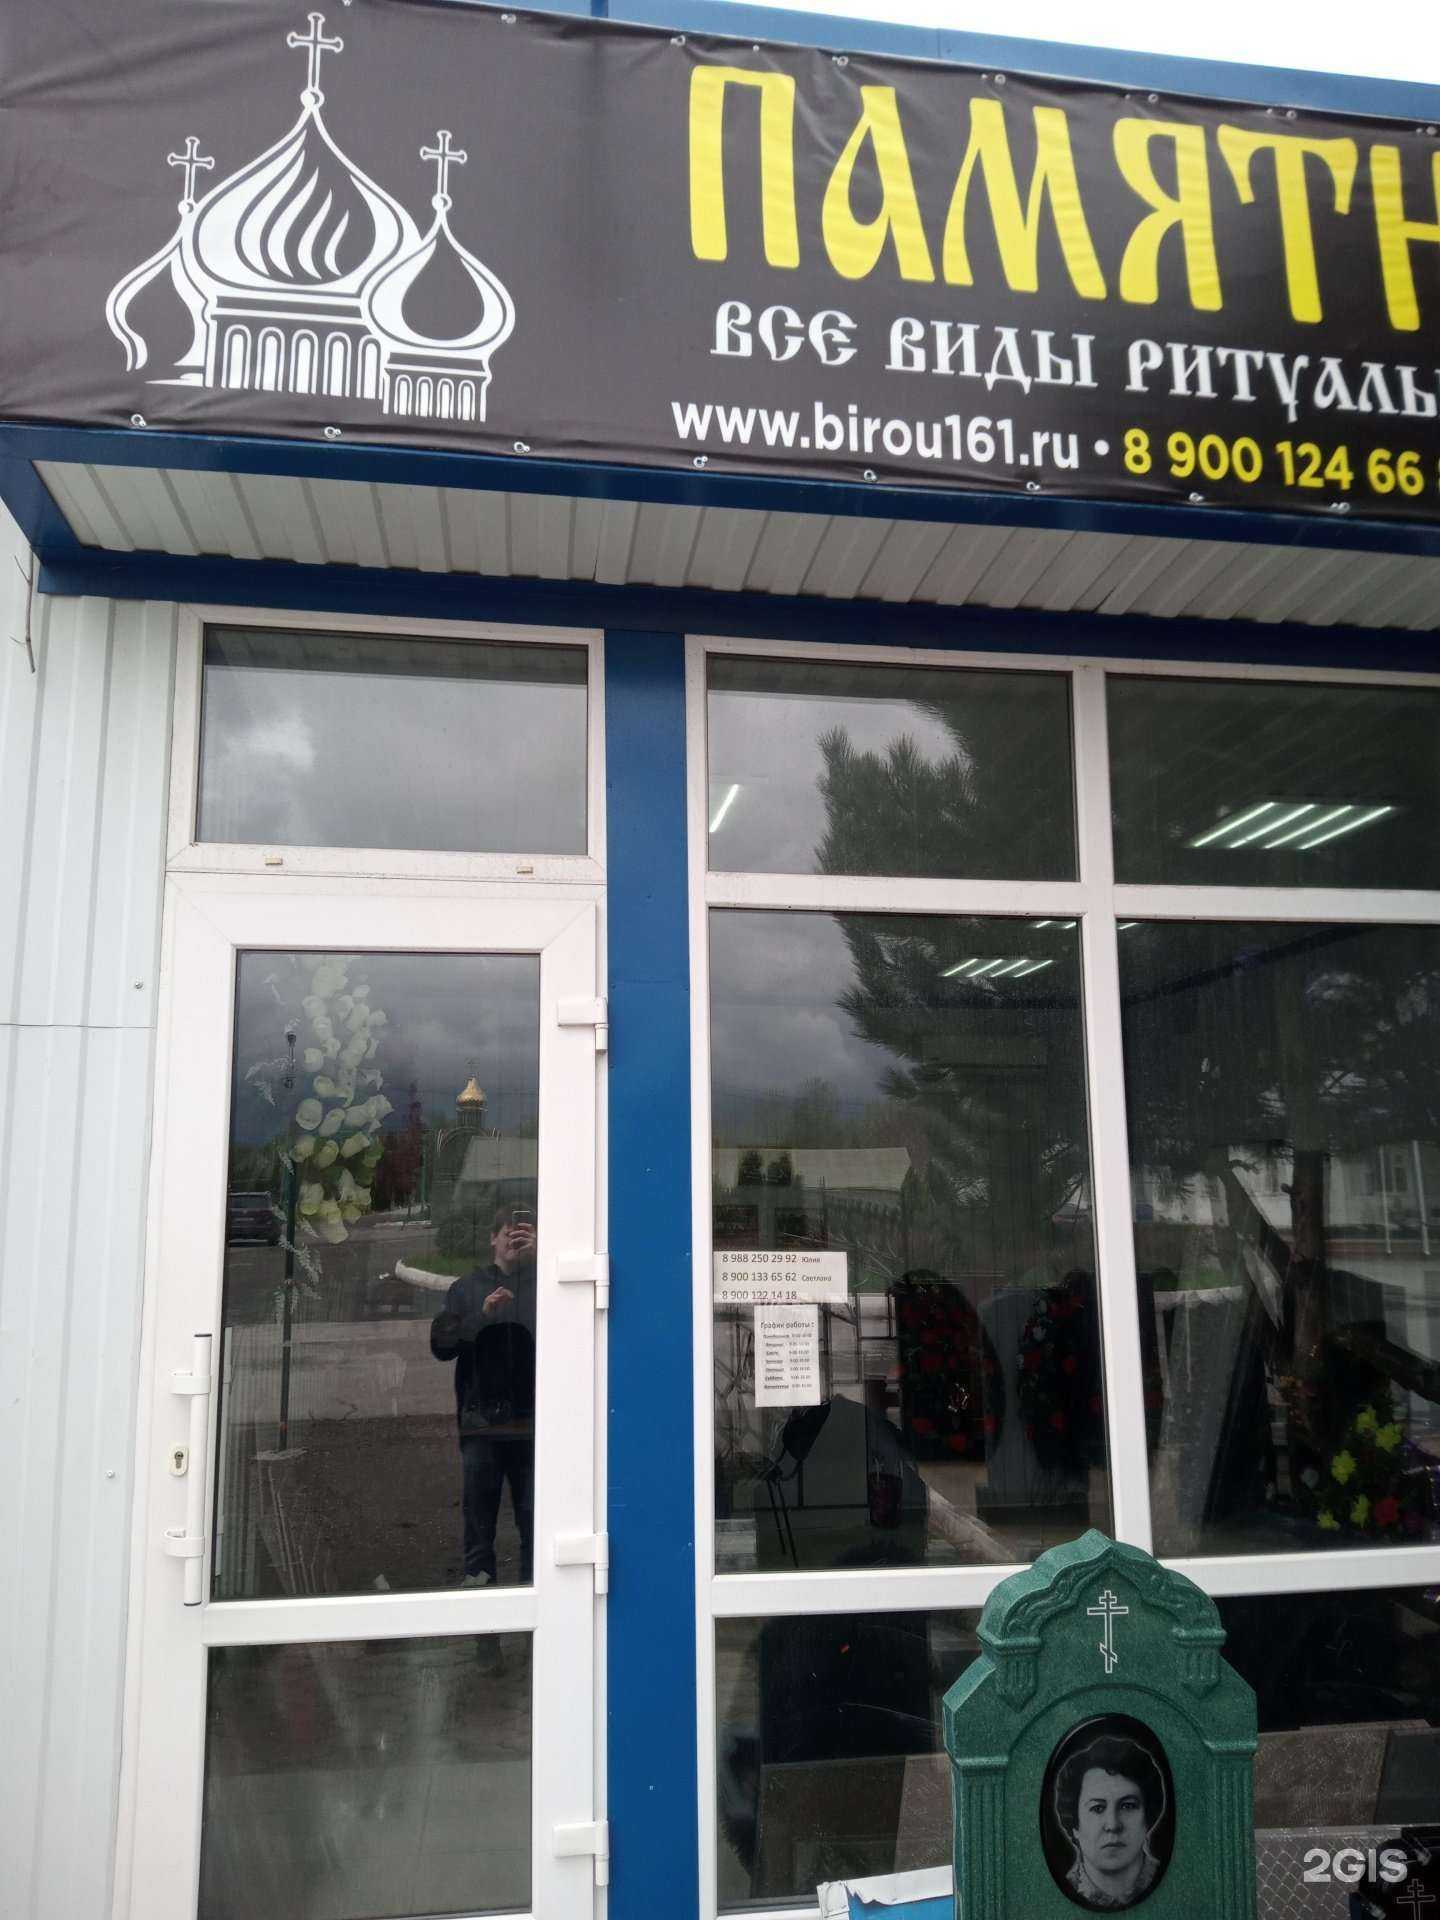 ПАМЯТН
ВСЕ ВИДЫ РИТУАЛЬ
www.birou161.ru • 8 900 124 66
8 988 250 29 92 Юлия
8 900 133 65 62 Светлана
8 900 122 14 18
График работы :
2GIS